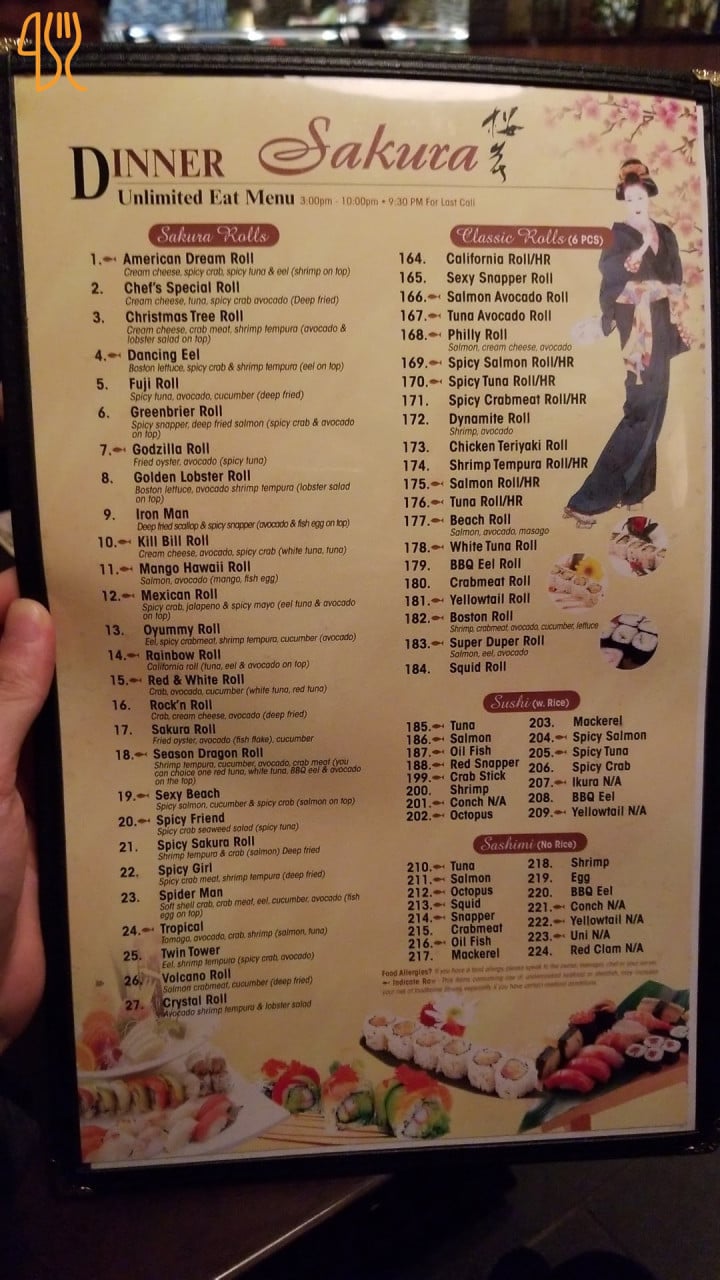 DINNER Sakura
Unlimited Eat Menu 3:00pm - 10:00pm • 9:30 PM For Last Call
Sakura Rolls
1. American Dream Roll
Cream cheese, spicy crab, spicy tuna & eel (shrimp on top)
2. Chef's Special Roll
Cream cheese, tuna, spicy crab avocado (Deep fried)
3. Christmas Tree Roll
Cream cheese, crab meat, shrimp tempura (avocado &
lobster salad on top)
4. Dancing Eel
Boston lettuce, spicy crab & shrimp tempura (eel on top)
5. Fuji Roll
Spicy tuna, avocado, cucumber (deep fried)
6. Greenbrier Roll
Spicy snapper, deep fried salmon (spicy crab & avocado
on top)
7. Godzilla Roll
Fried oyster, avocado (spicy tuna)
8. Golden Lobster Roll
Boston lettuce, avocado shrimp tempura (lobster salad
on top)
9. Iron Man
Deep fried scallop & spicy snapper (avocado & fish egg on top)
10. Kill Bill Roll
Cream cheese, avocado, spicy crab (white tuna, tuna)
11. Mango Hawaii Roll
Salmon, avocado (mango, fish egg)
12. Mexican Roll
Spicy crab, jalapeno & spicy mayo (eel tuna & avocado
on top)
13. Oyummy Roll
Eel, spicy crabmeat, shrimp tempura, cucumber (avocado)
14. Rainbow Roll
California roll (tuna, eel & avocado on top)
15. Red & White Roll
Crab, avocado, cucumber (white tuna, red tuna)
16. Rock'n Roll
Crab, cream cheese, avocado (deep fried)
17. Sakura Roll
Fried oyster, avocado (fish flake), cucumber
18. Season Dragon Roll
Shrimp tempura, cucumber, avocado, crab meat (you
can choice one red tuna, white tuna, BBQ eel & avocado
on the top)
19. Sexy Beach
Spicy salmon, cucumber & spicy crab (salmon on top)
20. Spicy Friend
Spicy crab seaweed salad (spicy tuna)
21. Spicy Sakura Roll
Shrimp tempura & crab (salmon) Deep fried
22. Spicy Girl
Spicy crab meat, shrimp tempura (deep fried)
23. Spider Man
Soft shell crab, crab meat, eel, cucumber, avocado (fish
egg on top)
24. Tropical
Tamago, avocado, crab, shrimp (salmon, tuna)
25. Twin Tower
Eel, shrimp tempura (spicy crab, avocado)
26. Volcano Roll
Salmon crabmeat, cucumber (deep fried)
27. Crystal Roll
Avocado shrimp tempura & lobster salad
Classic Rolls (6 PCS)
164. California Roll/HR
165. Sexy Snapper Roll
166. Salmon Avocado Roll
167. Tuna Avocado Roll
168. Philly Roll
Salmon, cream cheese, avocado
169. Spicy Salmon Roll/HR
170. Spicy Tuna Roll/HR
171. Spicy Crabmeat Roll/HR
172. Dynamite Roll
Shrimp, avocado
173. Chicken Teriyaki Roll
174. Shrimp Tempura Roll/HR
175. Salmon Roll/HR
176. Tuna Roll/HR
177. Beach Roll
Salmon, avocado, masago
178. White Tuna Roll
179. BBQ Eel Roll
180. Crabmeat Roll
181. Yellowtail Roll
182. Boston Roll
Shrimp, crabmeat, avocado, cucumber, lettuce
183. Super Duper Roll
Salmon, eel, avocado
184. Squid Roll
Sushi (w. Rice)
185. Tuna
186. Salmon
187. Oil Fish
188. Red Snapper
199. Crab Stick
200. Shrimp
201. Conch N/A
202. Octopus
203. Mackerel
204. Spicy Salmon
205. Spicy Tuna
206. Spicy Crab
207. Ikura N/A
208. BBQ Eel
209. Yellowtail N/A
Sashimi (No Rice)
210. Tuna
211. Salmon
212. Octopus
213. Squid
214. Snapper
215. Crabmeat
216. Oil Fish
217. Mackerel
218. Shrimp
219. Egg
220. BBQ Eel
221. Conch N/A
222. Yellowtail N/A
223. Uni N/A
224. Red Clam N/A
Food Allergies? If you have a food allergy, please speak to the owner, manager, chef or your server.
Indicate Raw